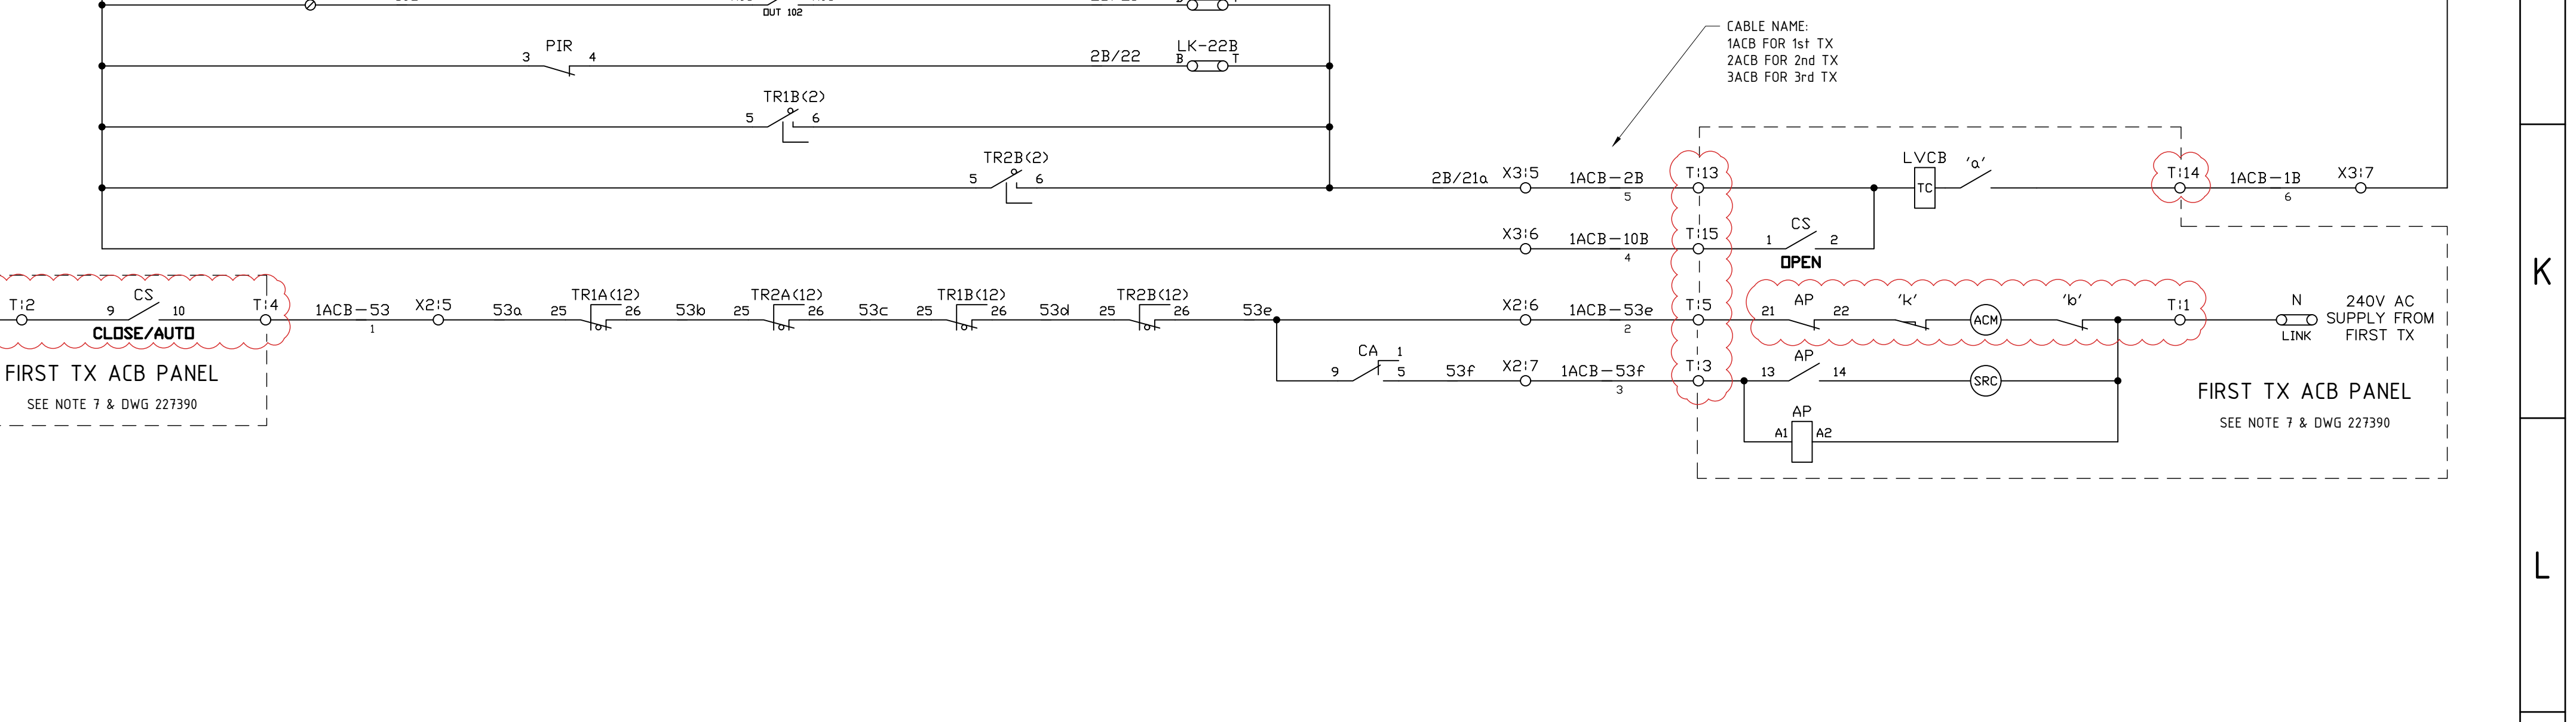 OUT 102
PIR
3
4
2B/22
LK-22B
B
T
CABLE NAME:
1ACB FOR 1st TX
2ACB FOR 2nd TX
3ACB FOR 3rd TX
TR1B(2)
5
6
TR2B(2)
5
6
2B/21a
X3:5
1ACB-2B
5
T:13
LVCB
TC
'a'
T:14
1ACB-1B
6
X3:7
X3:6
1ACB-10B
4
T:15
1
CS
2
OPEN
K
T:2
9
CS
10
CLOSE/AUTO
T:4
1ACB-53
1
X2:5
53a
25
TR1A(12)
26
53b
25
TR2A(12)
26
53c
25
TR1B(12)
26
53d
25
TR2B(12)
26
53e
X2:6
1ACB-53e
2
T:5
21
AP
22
'k'
ACM
'b'
T:1
N
LINK
240V AC
SUPPLY FROM
FIRST TX
9
CA
1
5
53f
X2:7
1ACB-53f
3
T:3
13
AP
14
SRC
AP
A1
A2
FIRST TX ACB PANEL
SEE NOTE 7 & DWG 227390
FIRST TX ACB PANEL
SEE NOTE 7 & DWG 227390
L